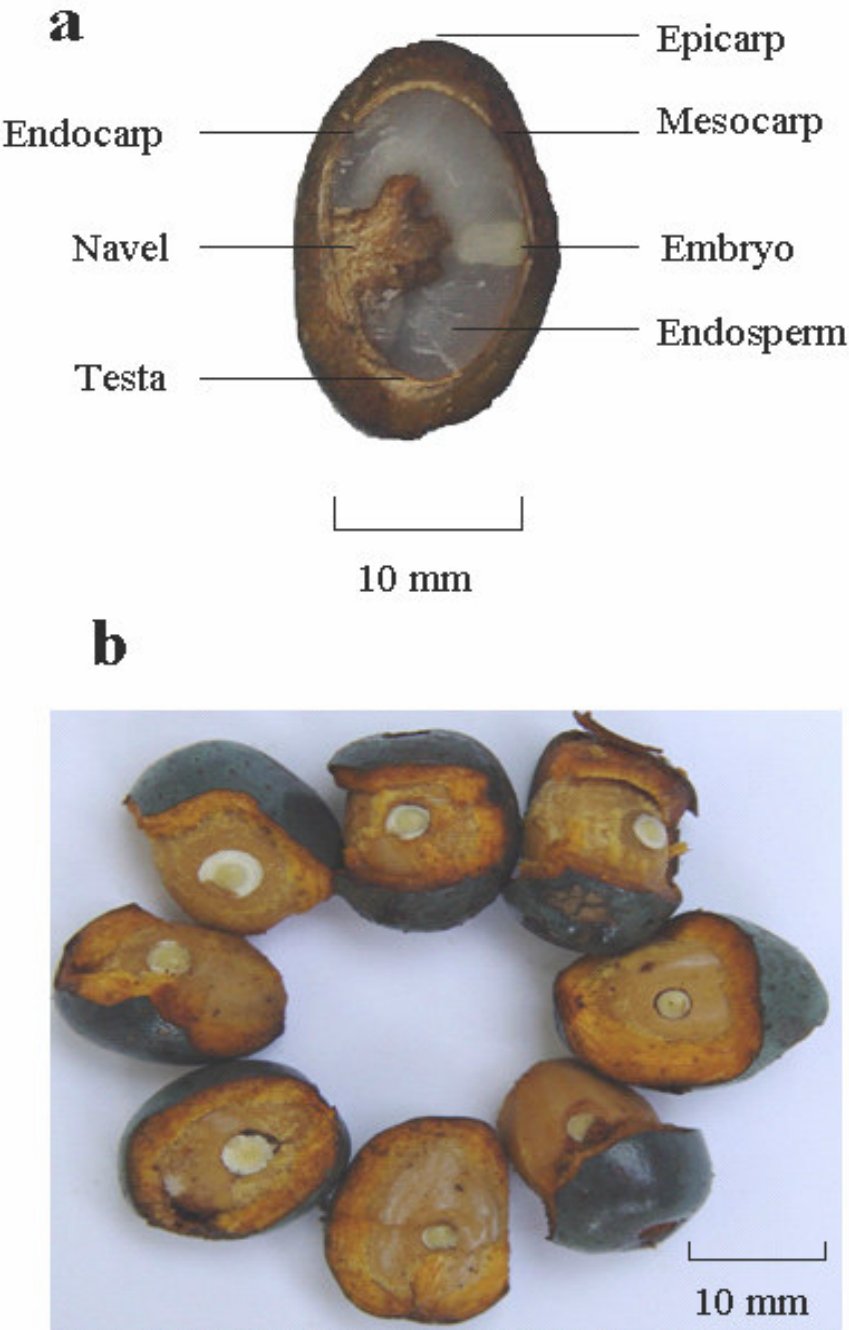 a
Epicarp
Endocarp
Mesocarp
Navel
Embryo
Endosperm
Testa
10 mm
b
10 mm